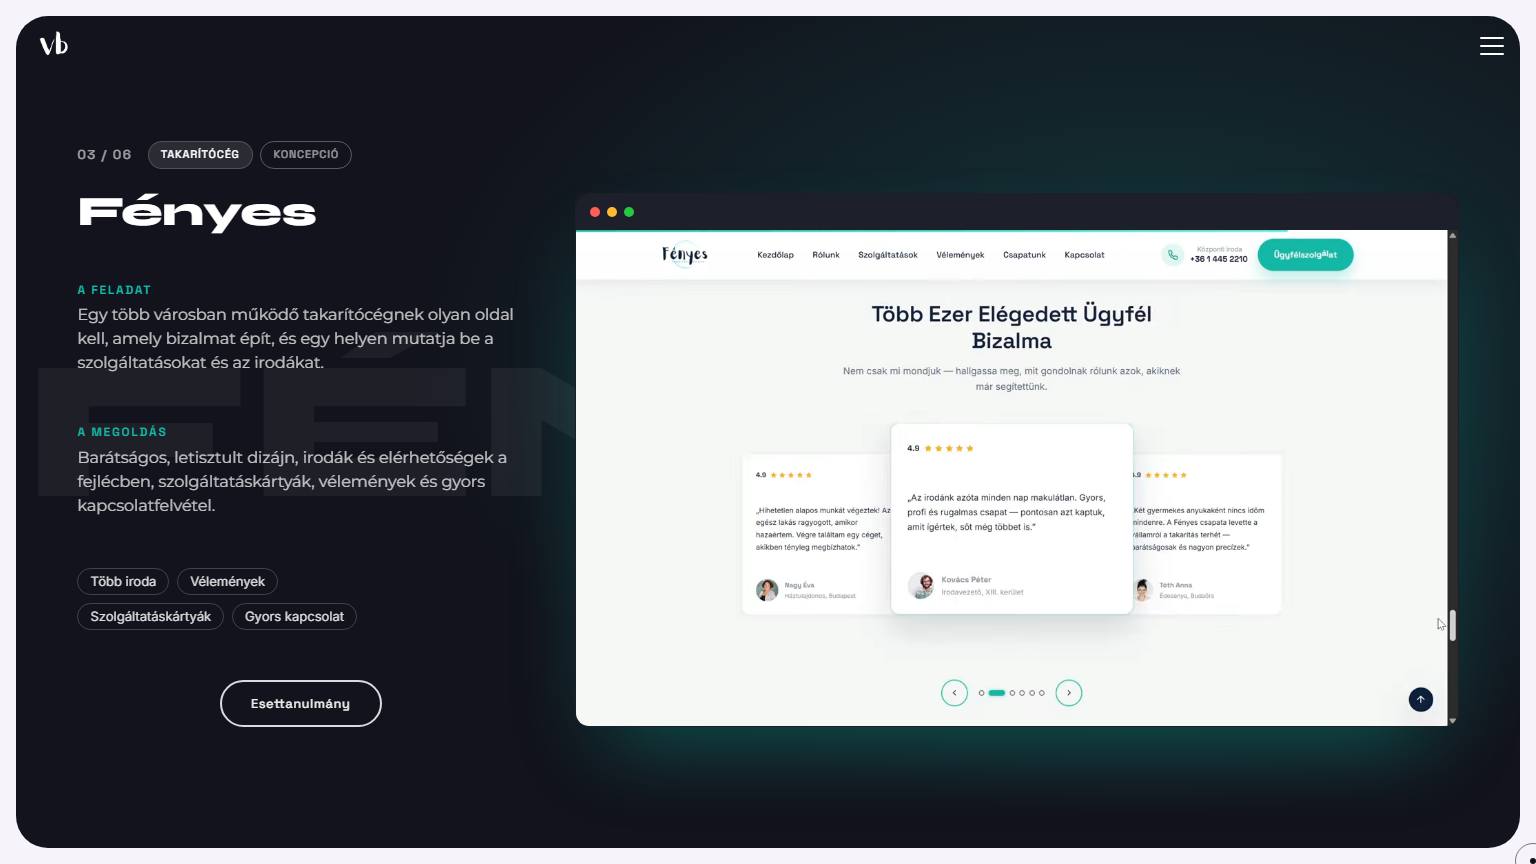 vb
03 / 06
TAKARÍTÓCÉG
KONCEPCIÓ
Fényes
A FELADAT
Egy több városban működő takarítócégnek olyan oldal
kell, amely bizalmat épít, és egy helyen mutatja be a
szolgáltatásokat és az irodákat.
FÉN
A MEGOLDÁS
Barátságos, letisztult dizájn, irodák és elérhetőségek a
fejlécben, szolgáltatáskártyák, vélemények és gyors
kapcsolatfelvétel.
Több iroda
Vélemények
Szolgáltatáskártyák
Gyors kapcsolat
Esettanulmány
Fényes
Kezdőlap
Rólunk
Szolgáltatások
Vélemények
Csapatunk
Kapcsolat
Központi iroda
+36 1 445 2210
Ügyfélszolgálat
Több Ezer Elégedett Ügyfél
Bizalma
Nem csak mi mondjuk — hallgassa meg, mit gondolnak rólunk azok, akiknek
már segítettünk.
4.9
„Hihetetlen alapos munkát végeztek! Az
egész lakás ragyogott, amikor
hazaértem. Végre találtam egy céget,
akikben tényleg megbízhatok.”
Nagy Éva
Háztulajdonos, Budapest
4.9
„Az irodánk azóta minden nap makulátlan. Gyors,
profi és rugalmas csapat — pontosan azt kaptuk,
amit ígértek, sőt még többet is.”
Kovács Péter
Irodavezető, XIII. kerület
4.9
„Két gyermekes anyukaként nincs időm
mindenre. A Fényes csapata levette a
vállamról a takarítás terhét —
barátságosak és nagyon precízek.”
Tóth Anna
Édesanya, Budaörs